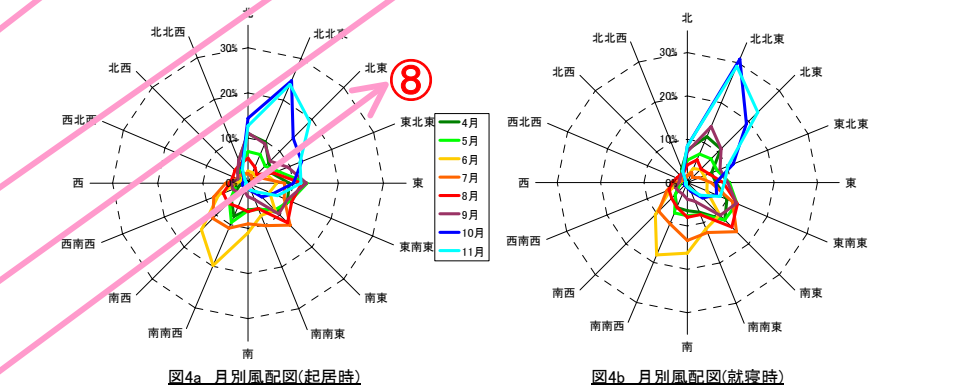 北
北北東
北東
東北東
東
東南東
南東
南南東
南
南南西
南西
西南西
西
西北西
北西
北北西
30%
20%
10%
0%
⑧
4月
5月
6月
7月
8月
9月
10月
11月
図4a 月別風配図(起居時)
北
北北東
北東
東北東
東
東南東
南東
南南東
南
南南西
南西
西南西
西
西北西
北西
北北西
30%
20%
10%
0%
図4b 月別風配図(就寝時)